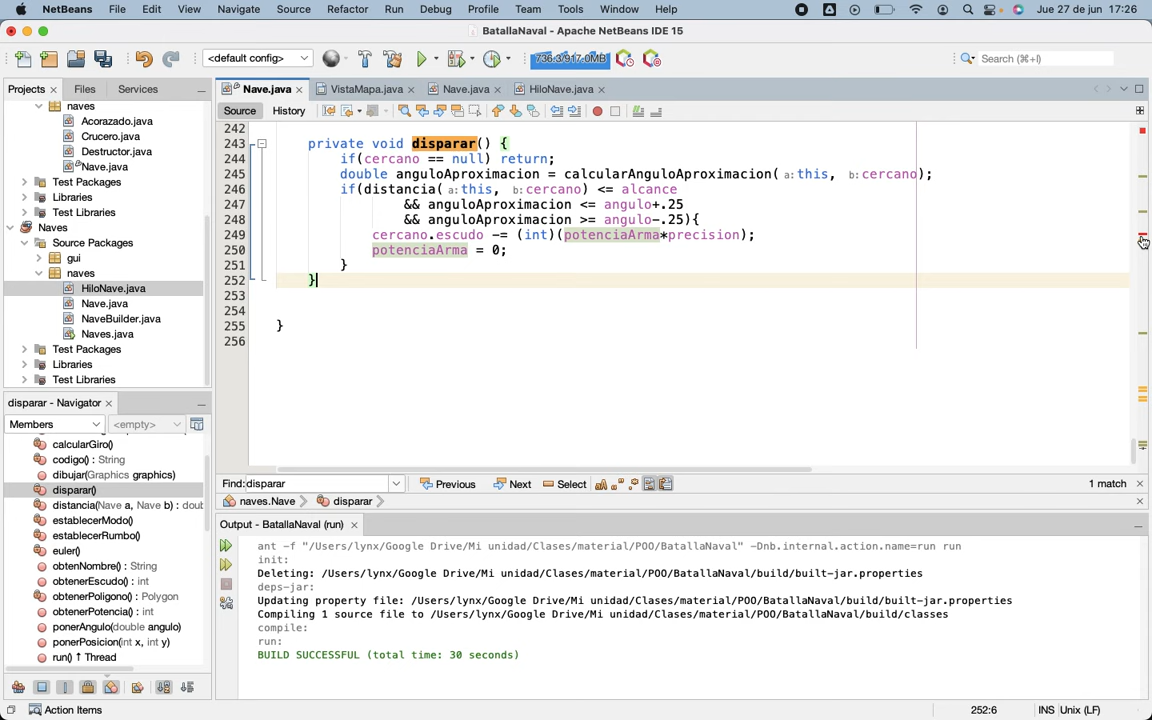 NetBeans File Edit View Navigate Source Refactor Run Debug Profile Team Tools Window Help Jue 27 de jun 17:26
BatallaNaval - Apache NetBeans IDE 15
<default config> 736.3/917.0MB Search (⌘+I)
Projects Files Services
Nave.java VistaMapa.java Nave.java HiloNave.java
Source History
naves
Acorazado.java
Crucero.java
Destructor.java
Nave.java
Test Packages
Libraries
Test Libraries
Naves
Source Packages
gui
naves
HiloNave.java
Nave.java
NaveBuilder.java
Naves.java
Test Packages
Libraries
Test Libraries
242
243 private void disparar() {
244 if(cercano == null) return;
245 double anguloAproximacion = calcularAnguloAproximacion( a:this, b:cercano);
246 if(distancia( a:this, b:cercano) <= alcance
247 && anguloAproximacion <= angulo+.25
248 && anguloAproximacion >= angulo-.25){
249 cercano.escudo -= (int)(potenciaArma*precision);
250 potenciaArma = 0;
251 }
252 }
253
254
255 }
256
disparar - Navigator
Members <empty>
calcularGiro()
codigo() : String
dibujar(Graphics graphics)
disparar()
distancia(Nave a, Nave b) : doub
establecerModo()
establecerRumbo()
euler()
obtenNombre() : String
obtenerEscudo() : int
obtenerPoligono() : Polygon
obtenerPotencia() : int
ponerAngulo(double angulo)
ponerPosicion(int x, int y)
run() ↑ Thread
Find: disparar Previous Next Select 1 match
naves.Nave disparar
Output - BatallaNaval (run)
ant -f "/Users/lynx/Google Drive/Mi unidad/Clases/material/POO/BatallaNaval" -Dnb.internal.action.name=run run
init:
Deleting: /Users/lynx/Google Drive/Mi unidad/Clases/material/POO/BatallaNaval/build/built-jar.properties
deps-jar:
Updating property file: /Users/lynx/Google Drive/Mi unidad/Clases/material/POO/BatallaNaval/build/built-jar.properties
Compiling 1 source file to /Users/lynx/Google Drive/Mi unidad/Clases/material/POO/BatallaNaval/build/classes
compile:
run:
BUILD SUCCESSFUL (total time: 30 seconds)
Action Items 252:6 INS Unix (LF)